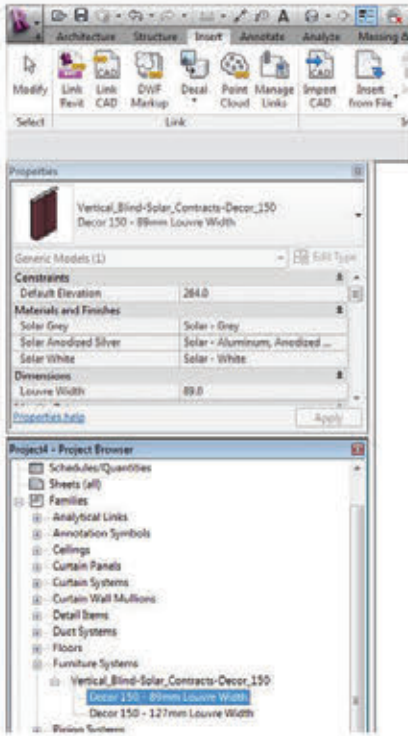 Architecture Structure Insert Annotate Analyze Massing &
Modify Link Revit Link CAD DWF Markup Decal Point Cloud Manage Links Import CAD Insert from File
Select Link
Properties
Vertical_Blind-Solar_Contracts-Decor_150
Decor 150 - 89mm Louvre Width
Generic Models (1) Edit Type
Constraints
Default Elevation 284.0
Materials and Finishes
Solar Grey Solar - Grey
Solar Anodized Silver Solar - Aluminum, Anodized ...
Solar White Solar - White
Dimensions
Louvre Width 89.0
Properties help Apply
Project4 - Project Browser
Schedules/Quantities
Sheets (all)
Families
Analytical Links
Annotation Symbols
Ceilings
Curtain Panels
Curtain Systems
Curtain Wall Mullions
Detail Items
Duct Systems
Floors
Furniture Systems
Vertical_Blind-Solar_Contracts-Decor_150
Decor 150 - 89mm Louvre Width
Decor 150 - 127mm Louvre Width
Piping Systems